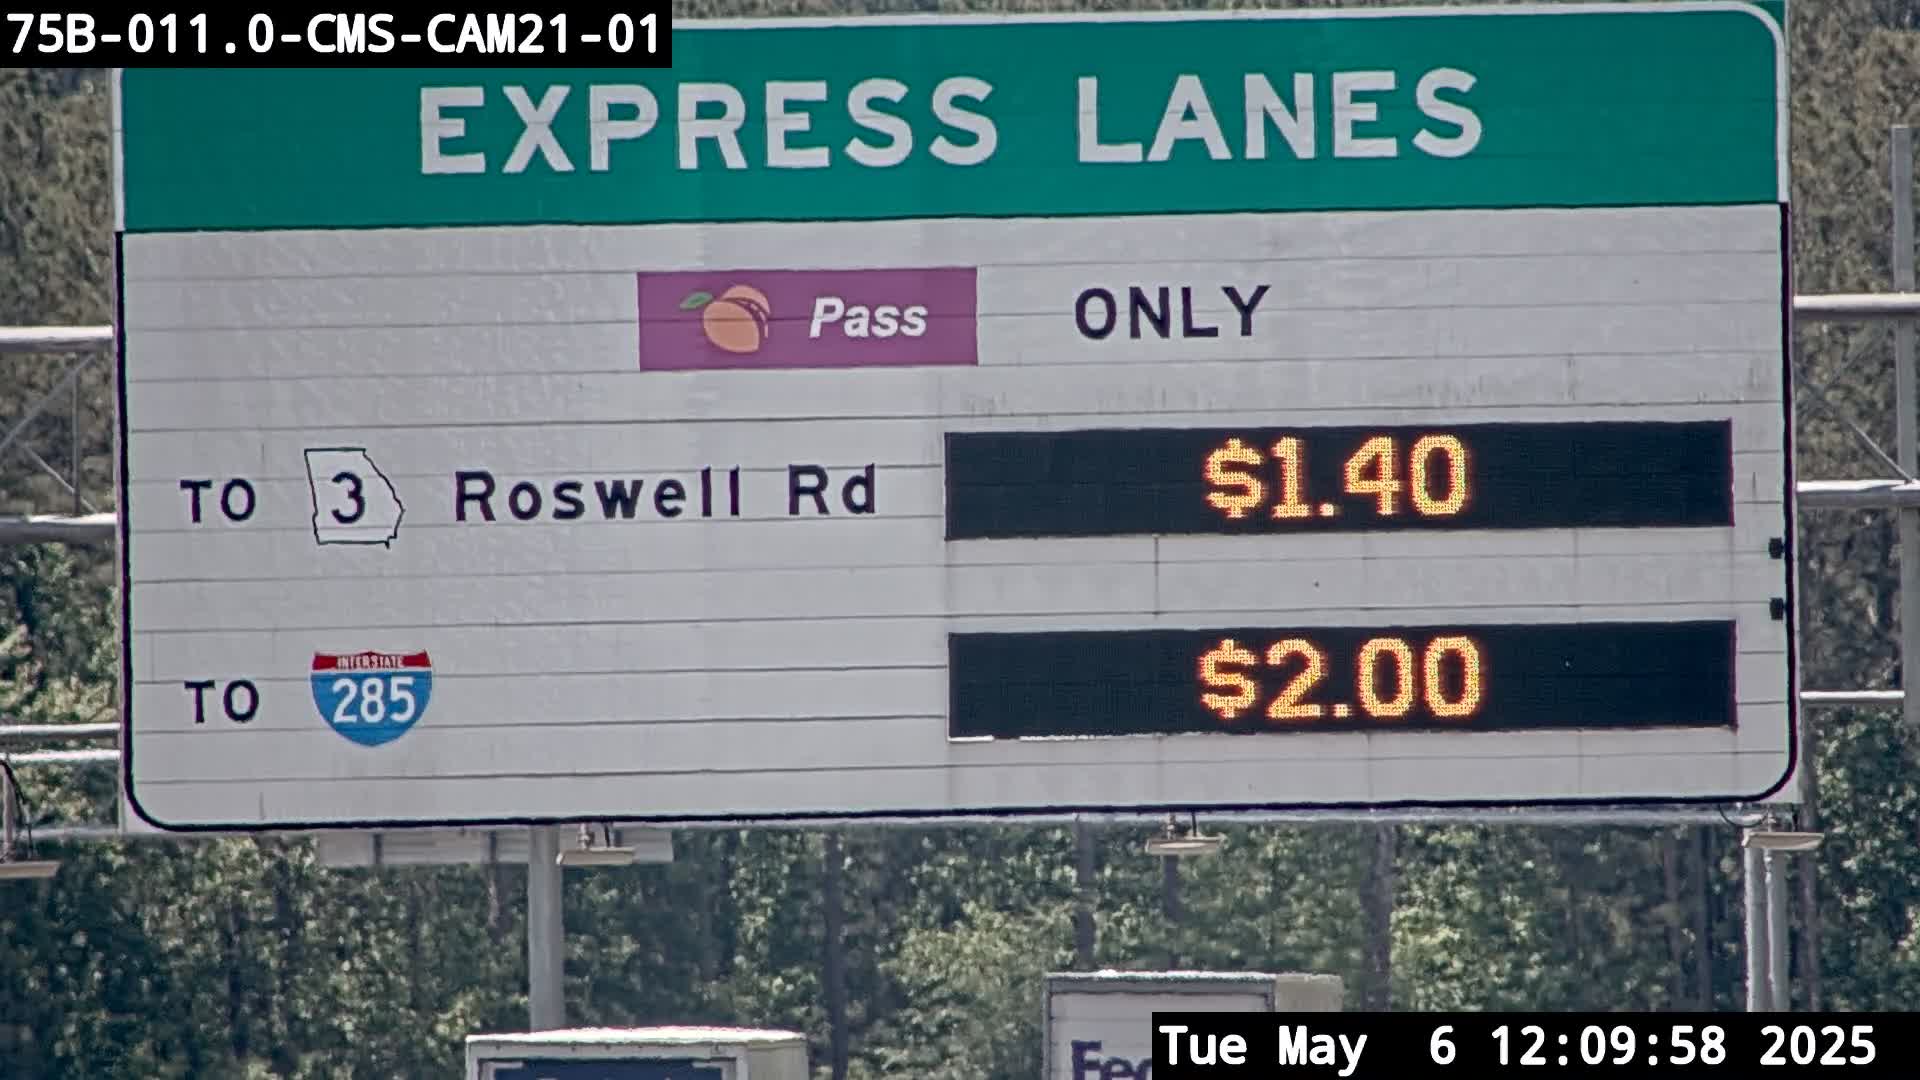 75B-011.0-CMS-CAM21-01
EXPRESS LANES
Pass ONLY
TO 3 Roswell Rd $1.40
TO INTERSTATE 285 $2.00
Fed
Tue May 6 12:09:58 2025